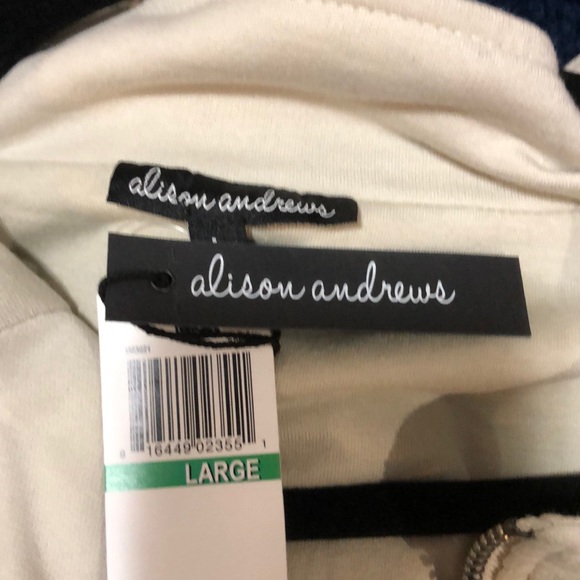 alison andrews
alison andrews
8 16449 02355 1
LARGE